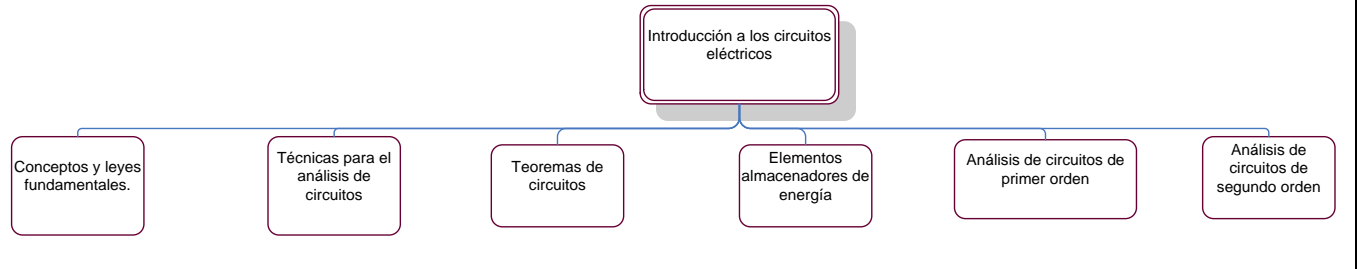 Introducción a los circuitos
eléctricos
Conceptos y leyes
fundamentales.
Técnicas para el
análisis de
circuitos
Teoremas de
circuitos
Elementos
almacenadores de
energía
Análisis de circuitos de
primer orden
Análisis de
circuitos de
segundo orden